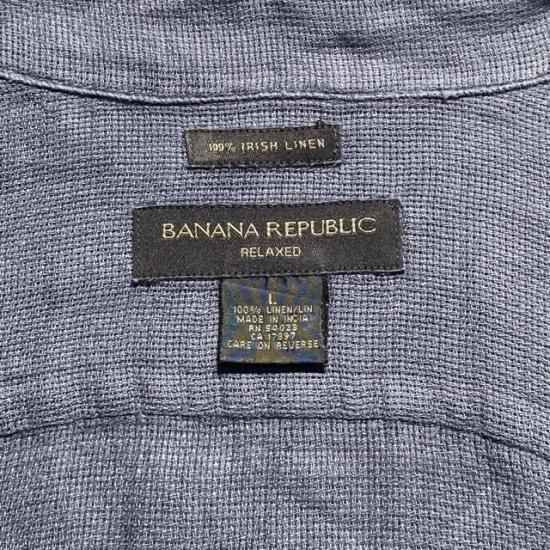 100% IRISH LINEN
BANANA REPUBLIC
RELAXED
L
100% LINEN/LIN
MADE IN INDIA
RN 54023
CA 17897
CARE ON REVERSE